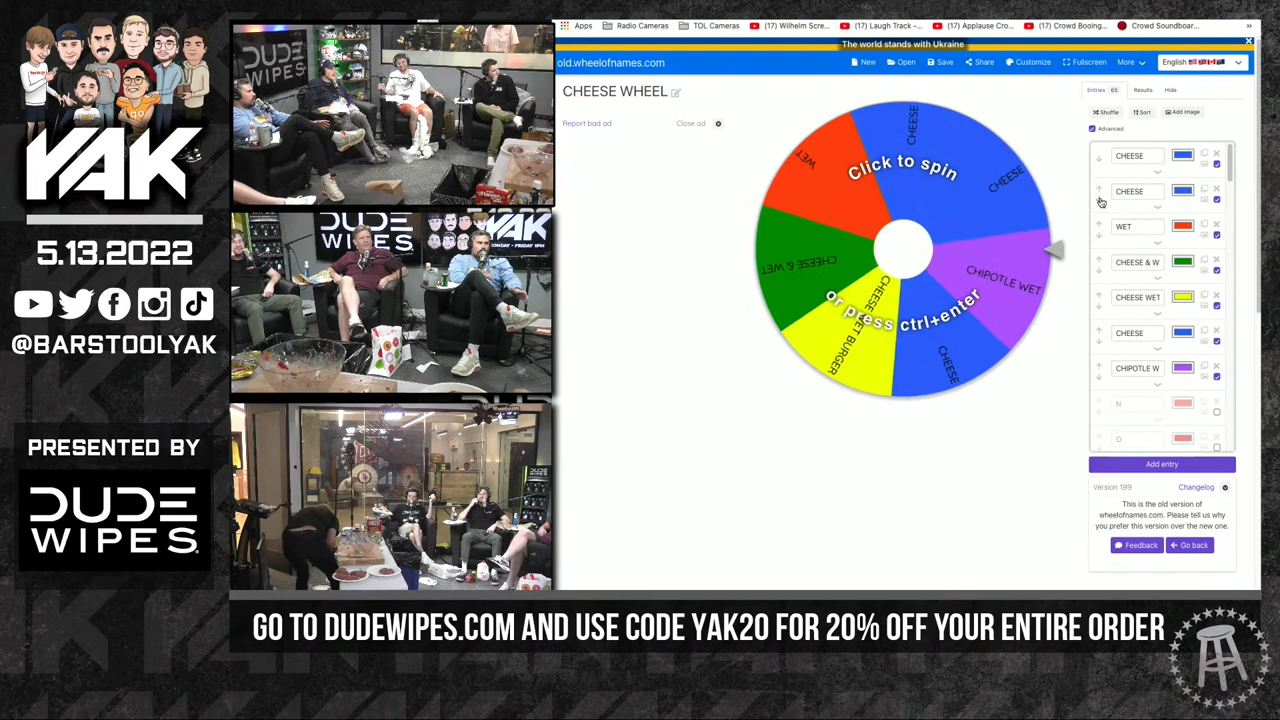 YAK
5.13.2022
@BARSTOOLYAK
PRESENTED BY
DUDE
WIPES
DUDE
WIPES
DUDE
WIPES
YAK
MONDAY - FRIDAY 1PM
Apps
Radio Cameras
TOL Cameras
(17) Wilhelm Scre...
(17) Laugh Track -...
(17) Applause Cro...
(17) Crowd Booing...
Crowd Soundboar...
»
The world stands with Ukraine
old.wheelofnames.com
New
Open
Save
Share
Customize
Fullscreen
More
English
CHEESE WHEEL
Report bad ad
Close ad
CHEESE
CHEESE
CHIPOTLE WET
CHEESE
CHEESE WET BURGER
CHEESE & WET
WET
Click to spin
or press ctrl+enter
Entries 65
Results
Hide
Shuffle
Sort
Add image
Advanced
CHEESE
CHEESE
WET
CHEESE & W
CHEESE WET
CHEESE
CHIPOTLE W
N
O
Add entry
Version 199
Changelog
This is the old version of
wheelofnames.com. Please tell us why
you prefer this version over the new one.
Feedback
Go back
GO TO DUDEWIPES.COM AND USE CODE YAK20 FOR 20% OFF YOUR ENTIRE ORDER